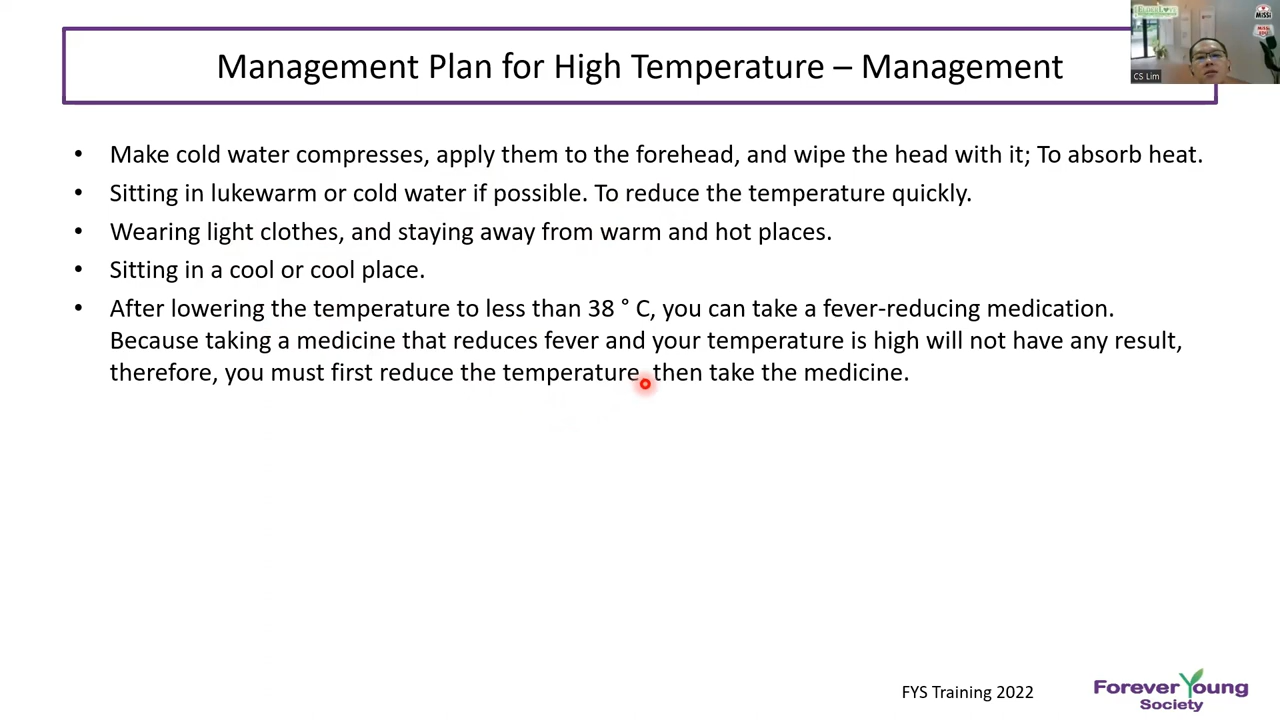 Management Plan for High Temperature – Management
CS Lim
• Make cold water compresses, apply them to the forehead, and wipe the head with it; To absorb heat.
• Sitting in lukewarm or cold water if possible. To reduce the temperature quickly.
• Wearing light clothes, and staying away from warm and hot places.
• Sitting in a cool or cool place.
• After lowering the temperature to less than 38 ° C, you can take a fever-reducing medication.
Because taking a medicine that reduces fever and your temperature is high will not have any result,
therefore, you must first reduce the temperature, then take the medicine.
FYS Training 2022
Forever Young
Society